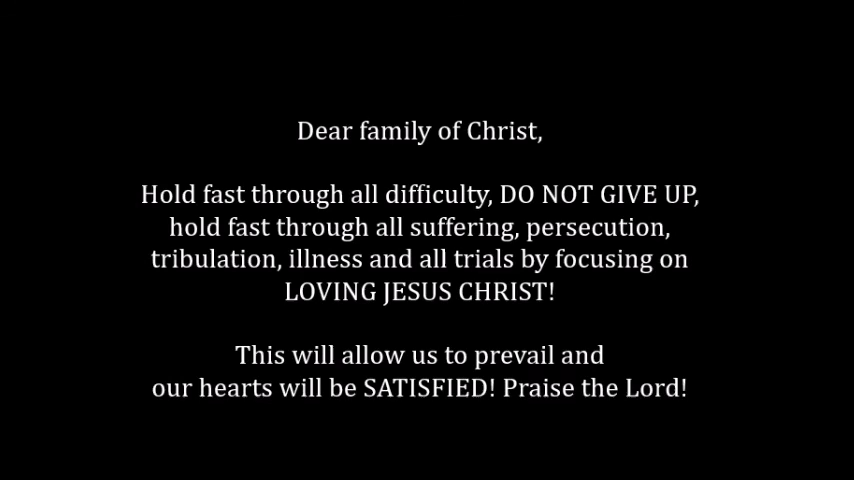 Dear family of Christ,
Hold fast through all difficulty, DO NOT GIVE UP,
hold fast through all suffering, persecution,
tribulation, illness and all trials by focusing on
LOVING JESUS CHRIST!
This will allow us to prevail and
our hearts will be SATISFIED! Praise the Lord!